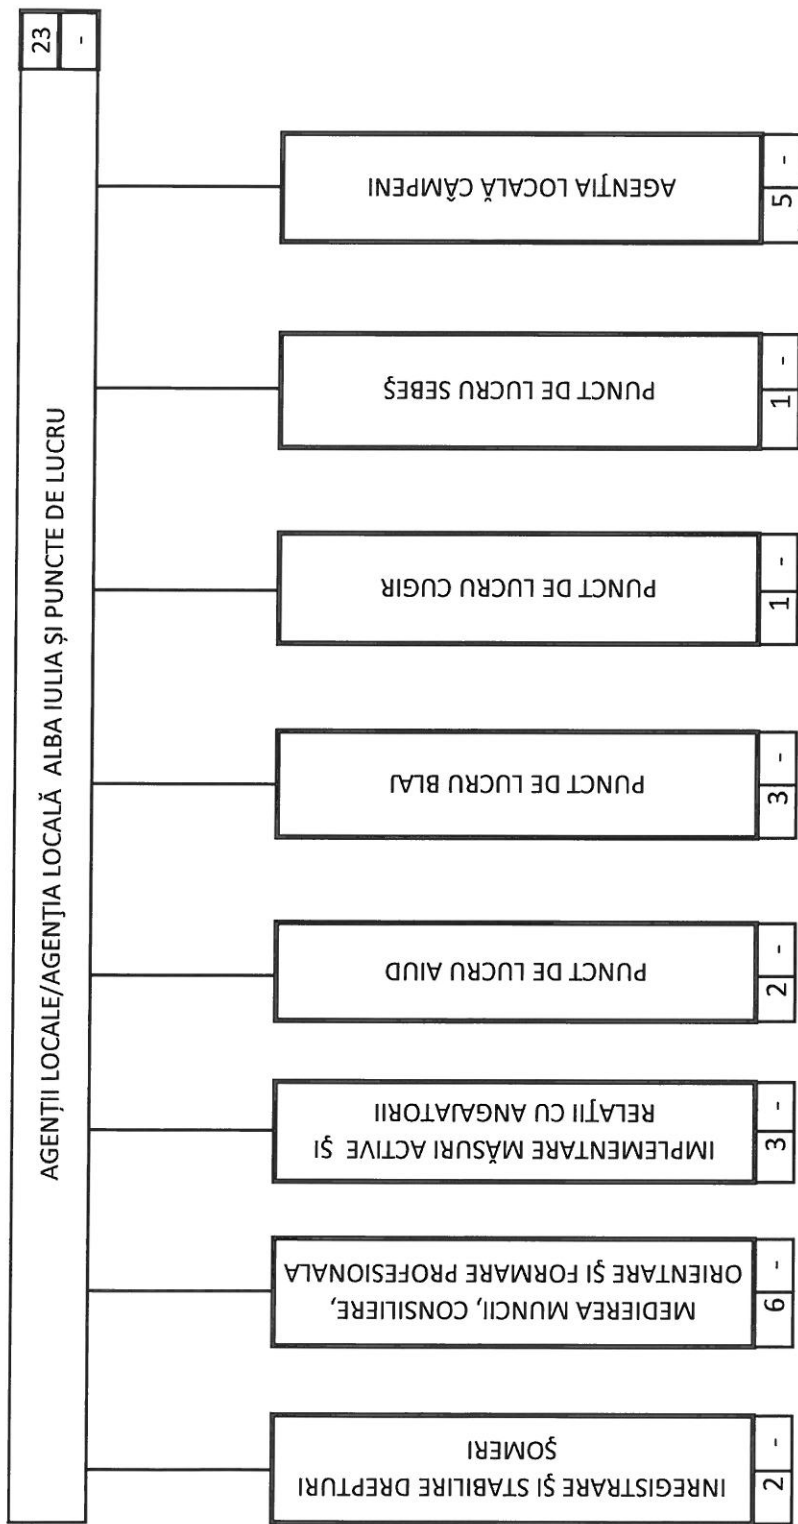 AGENȚII LOCALE/AGENȚIA LOCALĂ ALBA IULIA ȘI PUNCTE DE LUCRU
23
-
INREGISTRARE ȘI STABILIRE DREPTURI
ȘOMERI
2
-
MEDIEREA MUNCII, CONSILIERE,
ORIENTARE ȘI FORMARE PROFESIONALA
6
-
IMPLEMENTARE MĂSURI ACTIVE ȘI
RELAȚII CU ANGAJATORII
3
-
PUNCT DE LUCRU AIUD
2
-
PUNCT DE LUCRU BLAJ
3
-
PUNCT DE LUCRU CUGIR
1
-
PUNCT DE LUCRU SEBEȘ
1
-
AGENȚIA LOCALĂ CÂMPENI
5
-